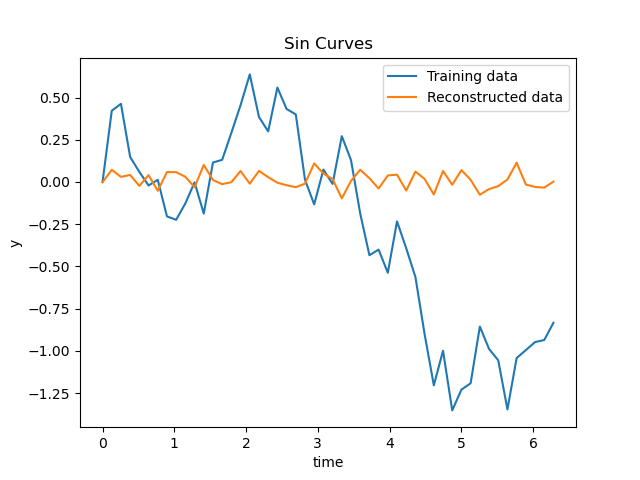 Sin Curves
Training data
Reconstructed data
0.50
0.25
0.00
−0.25
−0.50
−0.75
−1.00
−1.25
y
0 1 2 3 4 5 6
time